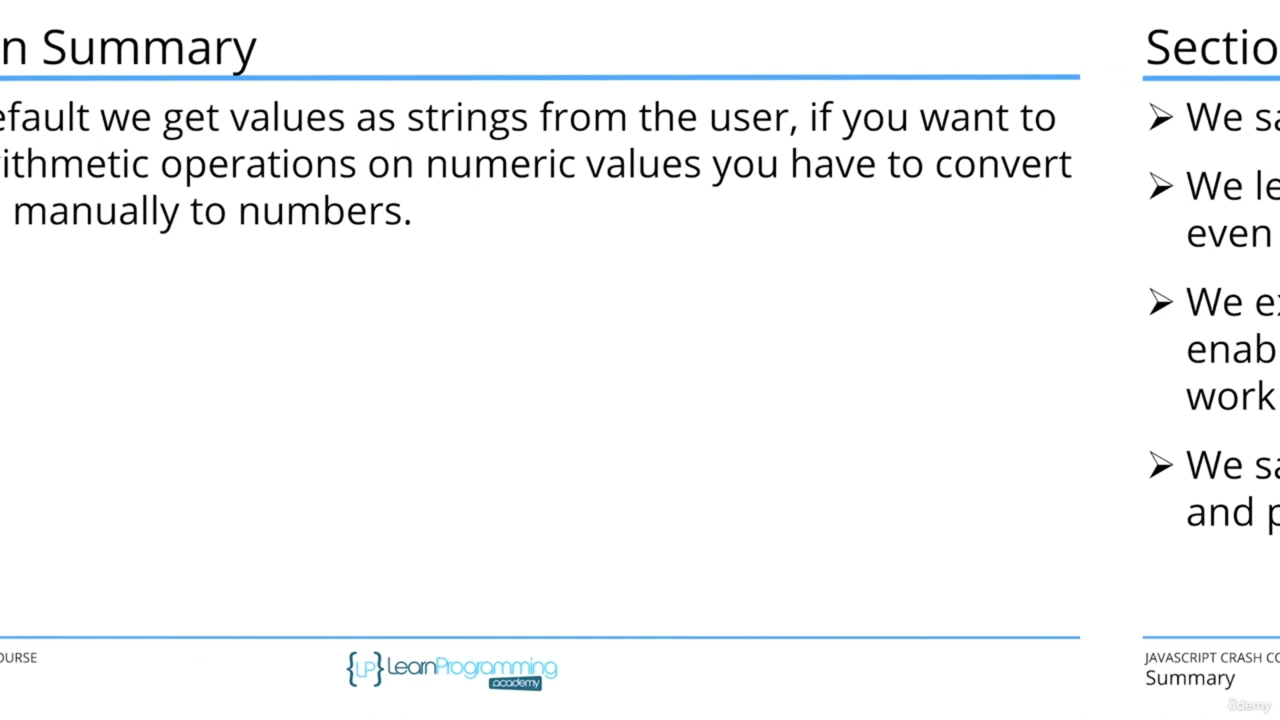 n Summary
efault we get values as strings from the user, if you want to
ithmetic operations on numeric values you have to convert
manually to numbers.
OURSE
{LP} LearnProgramming
.academy
Sectio
➢ We sa
➢ We le
even
➢ We ex
enab
work
➢ We sa
and p
JAVASCRIPT CRASH CO
Summary
ûdemy